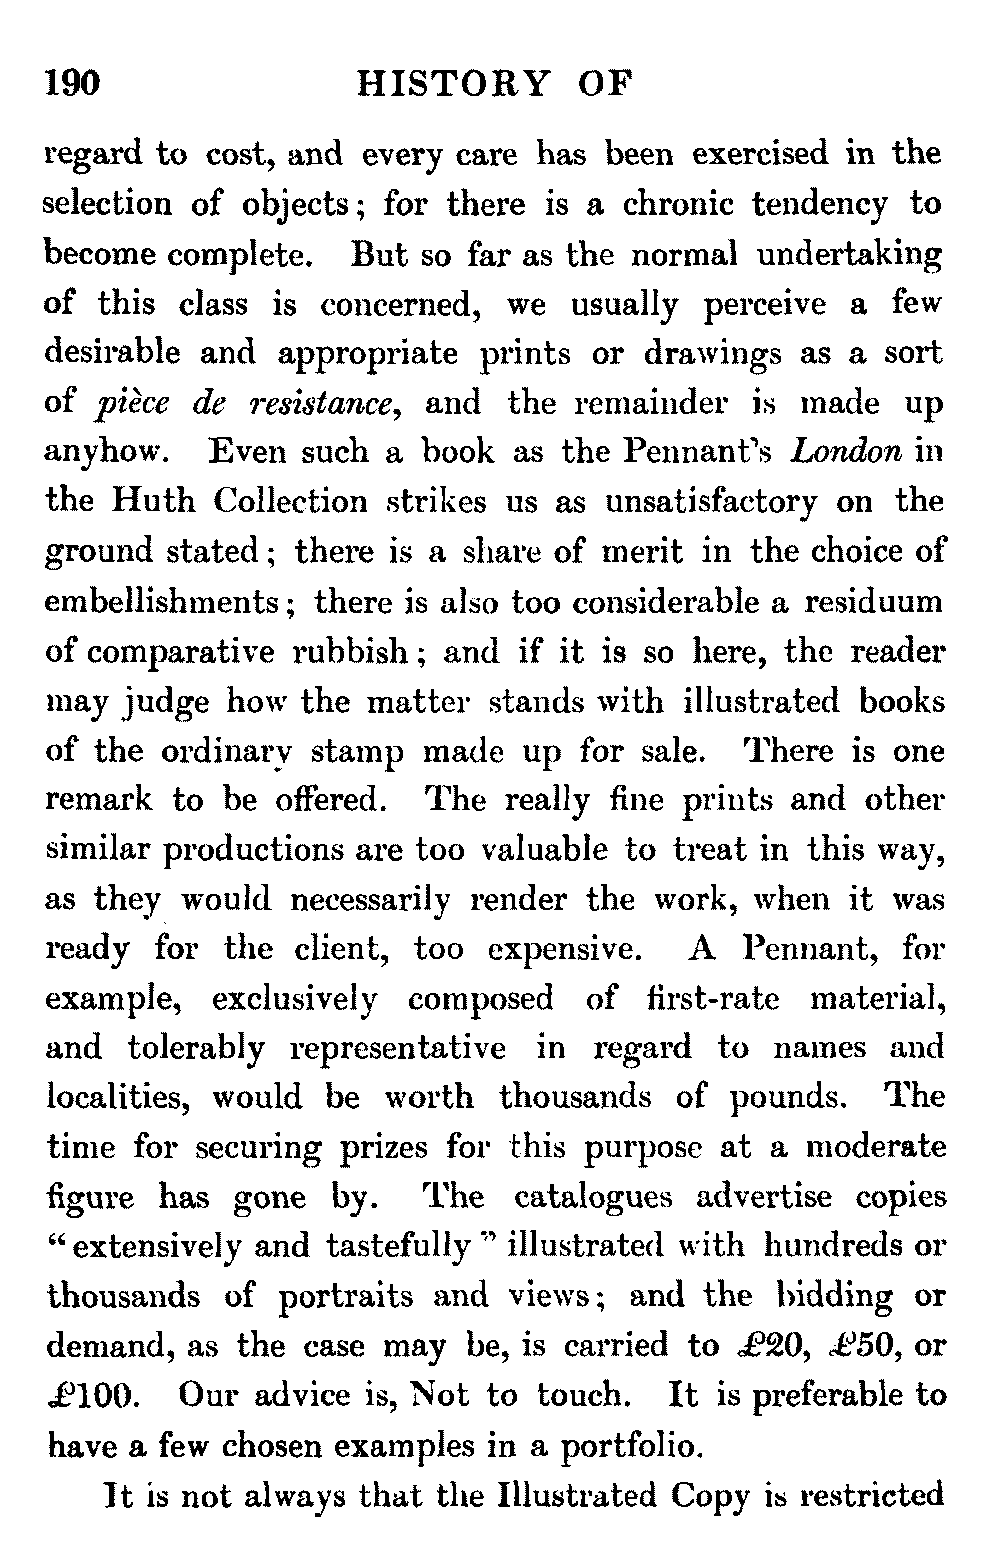 190 HISTORY OF
regard to cost, and every care has been exercised in the
selection of objects; for there is a chronic tendency to
become complete. But so far as the normal undertaking
of this class is concerned, we usually perceive a few
desirable and appropriate prints or drawings as a sort
of pièce de resistance, and the remainder is made up
anyhow. Even such a book as the Pennant's London in
the Huth Collection strikes us as unsatisfactory on the
ground stated; there is a share of merit in the choice of
embellishments; there is also too considerable a residuum
of comparative rubbish; and if it is so here, the reader
may judge how the matter stands with illustrated books
of the ordinary stamp made up for sale. There is one
remark to be offered. The really fine prints and other
similar productions are too valuable to treat in this way,
as they would necessarily render the work, when it was
ready for the client, too expensive. A Pennant, for
example, exclusively composed of first-rate material,
and tolerably representative in regard to names and
localities, would be worth thousands of pounds. The
time for securing prizes for this purpose at a moderate
figure has gone by. The catalogues advertise copies
"extensively and tastefully" illustrated with hundreds or
thousands of portraits and views; and the bidding or
demand, as the case may be, is carried to £20, £50, or
£100. Our advice is, Not to touch. It is preferable to
have a few chosen examples in a portfolio.
It is not always that the Illustrated Copy is restricted